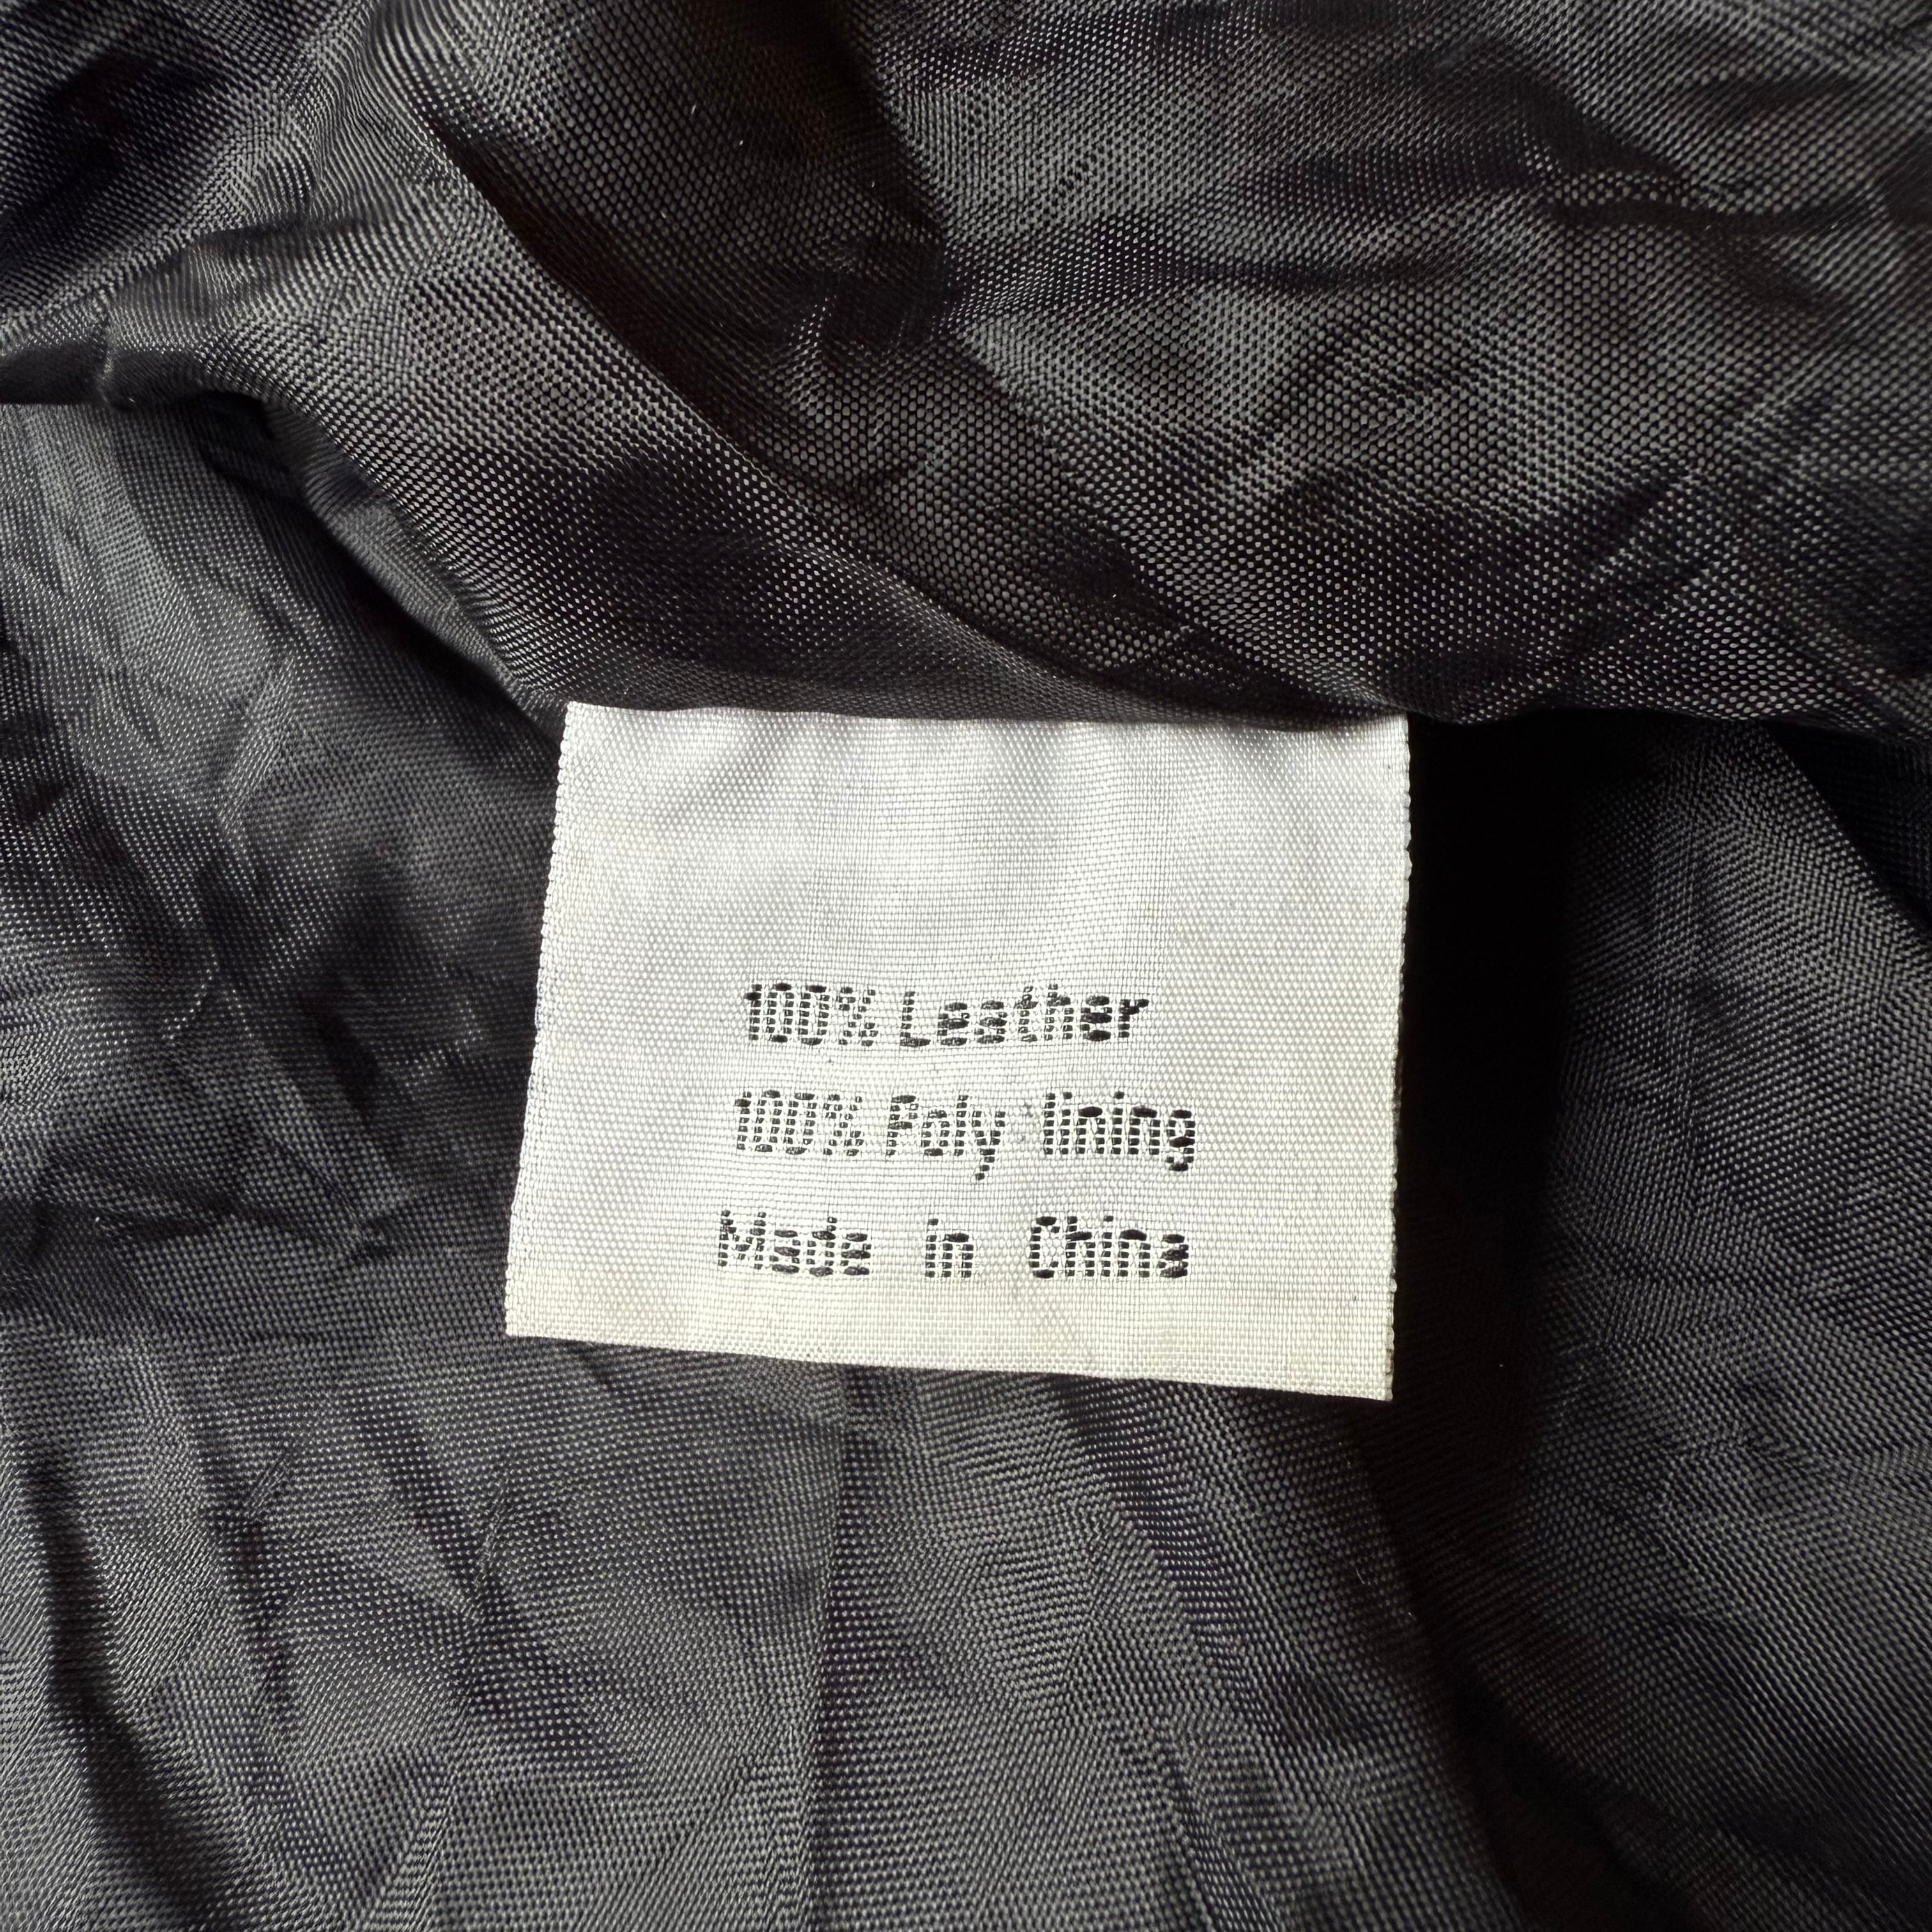 100% Leather
100% Poly lining
Made in China